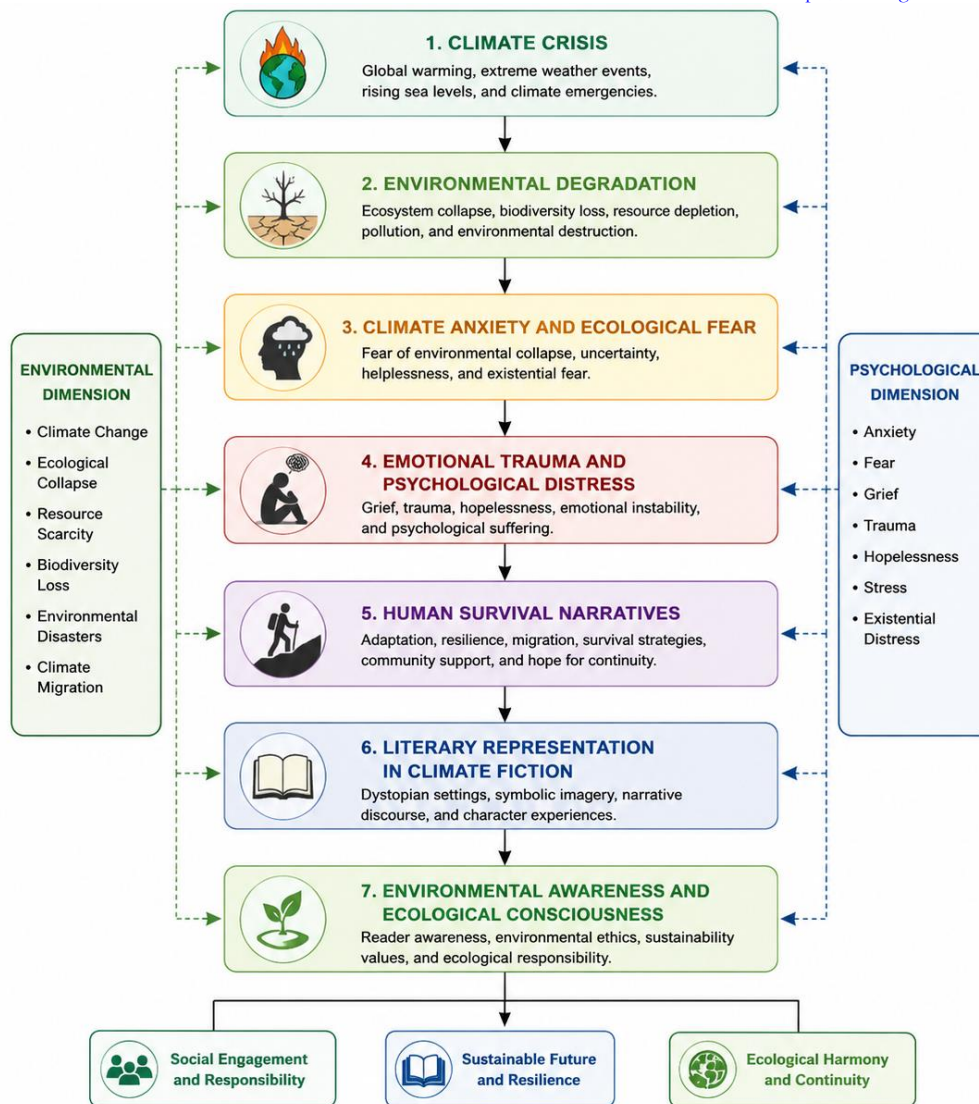 1. CLIMATE CRISIS
Global warming, extreme weather events,
rising sea levels, and climate emergencies.
2. ENVIRONMENTAL DEGRADATION
Ecosystem collapse, biodiversity loss, resource depletion,
pollution, and environmental destruction.
3. CLIMATE ANXIETY AND ECOLOGICAL FEAR
Fear of environmental collapse, uncertainty,
helplessness, and existential fear.
4. EMOTIONAL TRAUMA AND
PSYCHOLOGICAL DISTRESS
Grief, trauma, hopelessness, emotional instability,
and psychological suffering.
5. HUMAN SURVIVAL NARRATIVES
Adaptation, resilience, migration, survival strategies,
community support, and hope for continuity.
6. LITERARY REPRESENTATION
IN CLIMATE FICTION
Dystopian settings, symbolic imagery, narrative
discourse, and character experiences.
7. ENVIRONMENTAL AWARENESS AND
ECOLOGICAL CONSCIOUSNESS
Reader awareness, environmental ethics, sustainability
values, and ecological responsibility.
ENVIRONMENTAL
DIMENSION
• Climate Change
• Ecological
Collapse
• Resource
Scarcity
• Biodiversity
Loss
• Environmental
Disasters
• Climate
Migration
PSYCHOLOGICAL
DIMENSION
• Anxiety
• Fear
• Grief
• Trauma
• Hopelessness
• Stress
• Existential
Distress
Social Engagement
and Responsibility
Sustainable Future
and Resilience
Ecological Harmony
and Continuity